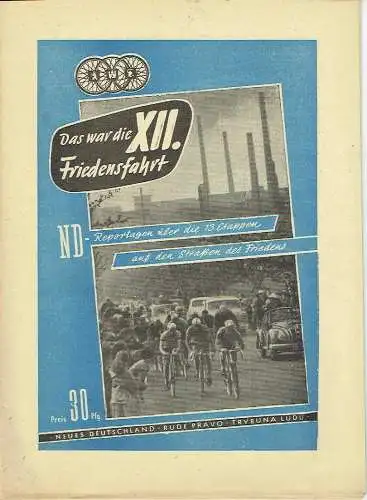 R W B
Das war die XII.
Friedensfahrt
ND-Reportagen über die 13 Etappen
auf den Straßen des Friedens
Preis 30 Pfg.
NEUES DEUTSCHLAND · RUDE PRAVO · TRYBUNA LUDU